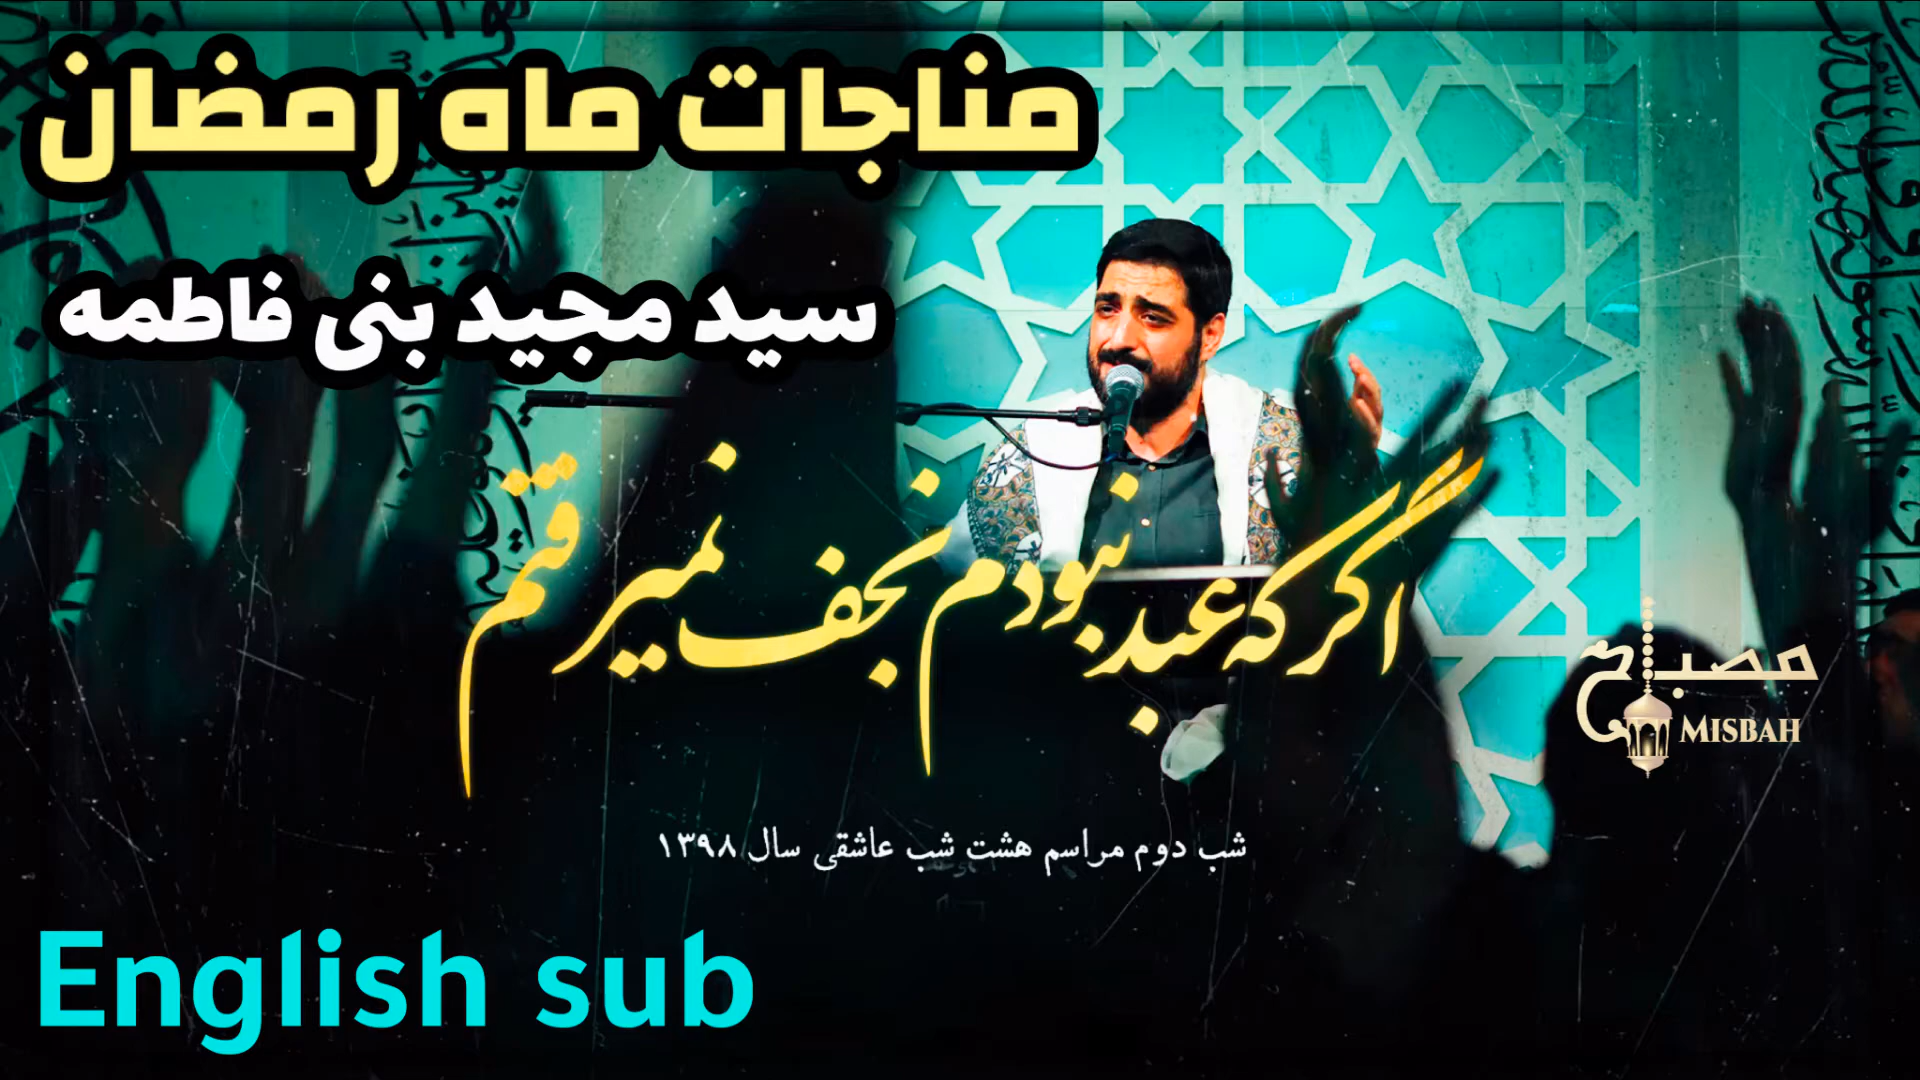 مناجات ماه رمضان
سید مجید بنی فاطمه
اگر که عبد نبودم نجف نمیرفتم
مصباح
MISBAH
شب دوم مراسم هشت شب عاشقی سال ۱۳۹۸
English sub